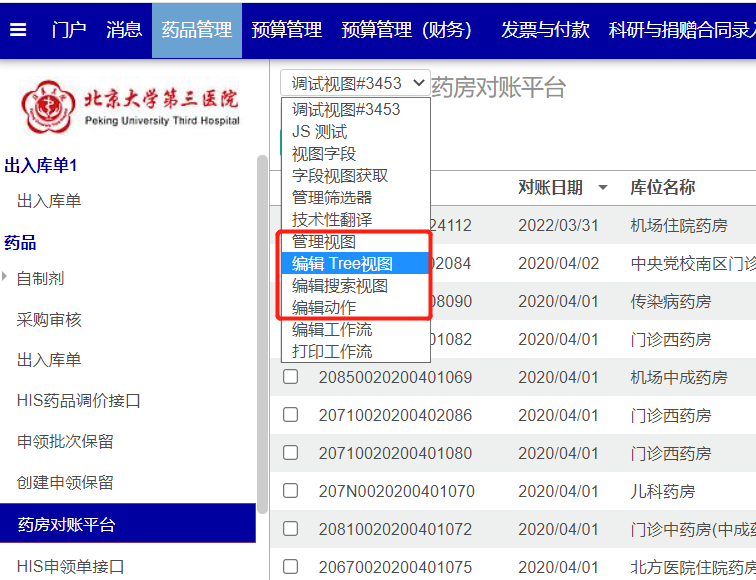 门户 消息 药品管理 预算管理 预算管理（财务） 发票与付款 科研与捐赠合同录入
北京大学第三医院
Peking University Third Hospital
出入库单1
出入库单
药品
自制剂
采购审核
出入库单
HIS药品调价接口
申领批次保留
创建申领保留
药房对账平台
HIS申领单接口
调试视图#3453 药房对账平台
调试视图#3453
JS 测试
视图字段
字段视图获取
管理筛选器
技术性翻译
管理视图
编辑 Tree视图
编辑搜索视图
编辑动作
编辑工作流
打印工作流
对账日期 库位名称
24112 2022/03/31 机场住院药房
02084 2020/04/02 中央党校南区门诊
08090 2020/04/01 传染病药房
01082 2020/04/01 门诊西药房
20850020200401069 2020/04/01 机场中成药房
20710020200402086 2020/04/01 门诊西药房
20710020200401080 2020/04/01 门诊西药房
207N0020200401070 2020/04/01 儿科药房
20810020200401072 2020/04/01 门诊中药房(中成药
20670020200401075 2020/04/01 北方医院住院药房